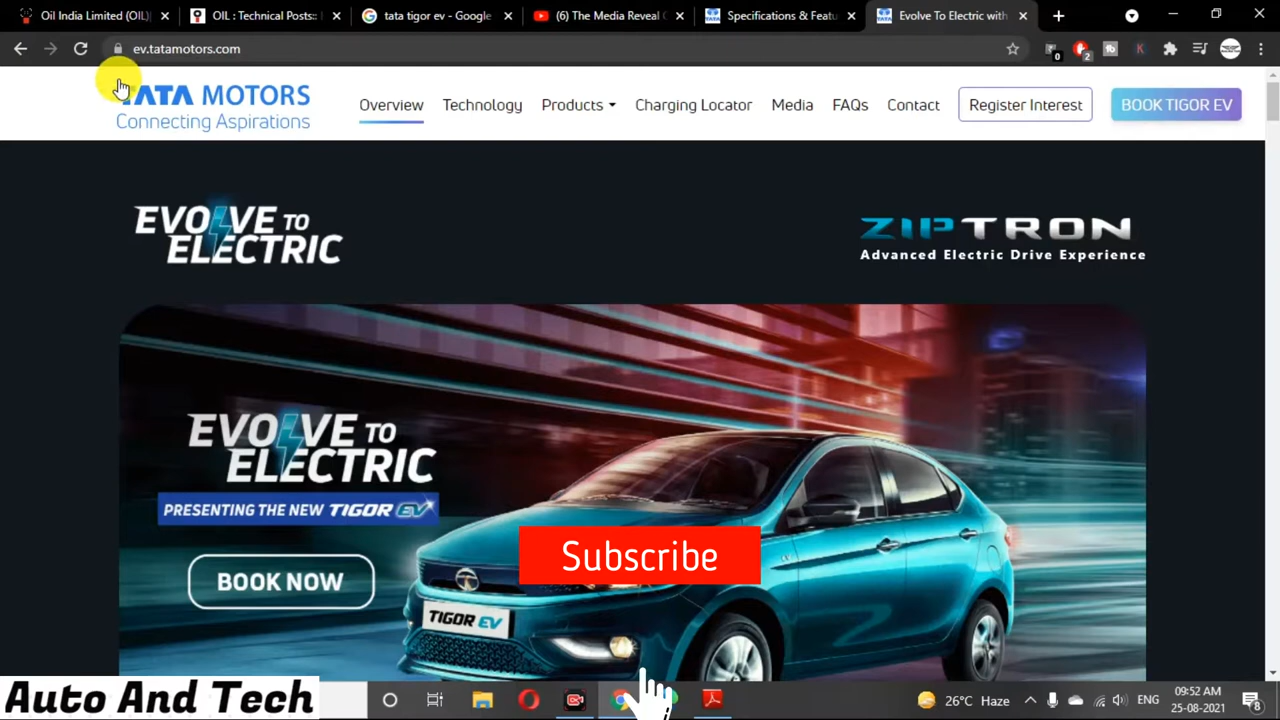 Oil India Limited (OIL)|
OIL : Technical Posts::
tata tigor ev - Google
(6) The Media Reveal
Specifications & Featu
Evolve To Electric with
ev.tatamotors.com
0
2
K
TATA MOTORS
Connecting Aspirations
Overview
Technology
Products
Charging Locator
Media
FAQs
Contact
Register Interest
BOOK TIGOR EV
EVOLVE TO
ELECTRIC
ZIPTRON
Advanced Electric Drive Experience
EVOLVE TO
ELECTRIC
PRESENTING THE NEW TIGOR EV
BOOK NOW
TIGOR EV
Subscribe
Auto And Tech
26°C Haze
ENG
09:52 AM
25-08-2021
8